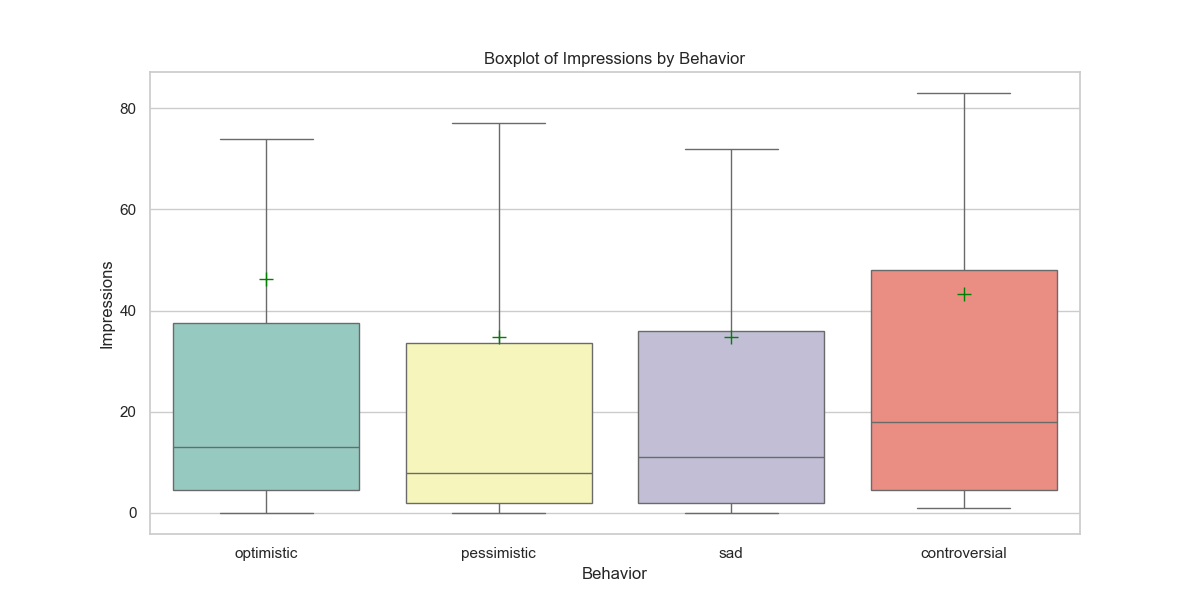 Boxplot of Impressions by Behavior
80
60
40
20
0
Impressions
optimistic pessimistic sad controversial
Behavior